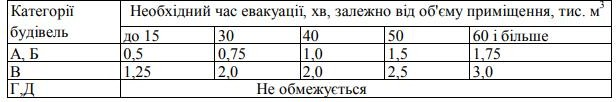 Категорії будівель Необхідний час евакуації, хв, залежно від об'єму приміщення, тис. м³
до 15 30 40 50 60 і більше
А, Б 0,5 0,75 1,0 1,5 1,75
В 1,25 2,0 2,0 2,5 3,0
Г,Д Не обмежується